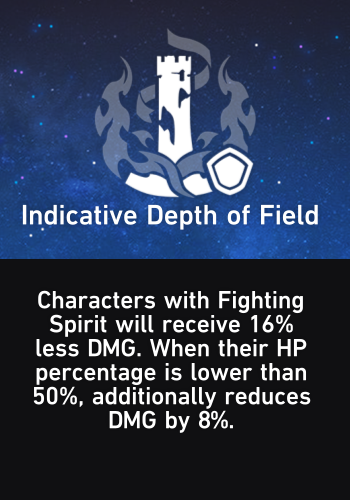 Indicative Depth of Field
Characters with Fighting
Spirit will receive 16%
less DMG. When their HP
percentage is lower than
50%, additionally reduces
DMG by 8%.